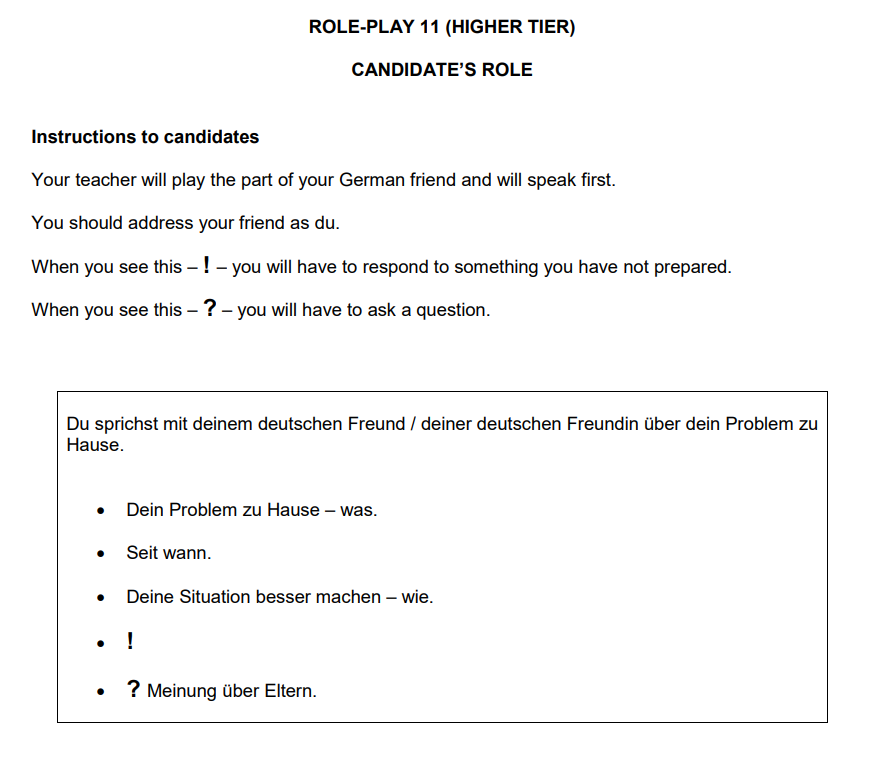 ROLE-PLAY 11 (HIGHER TIER)
CANDIDATE’S ROLE
Instructions to candidates
Your teacher will play the part of your German friend and will speak first.
You should address your friend as du.
When you see this – ! – you will have to respond to something you have not prepared.
When you see this – ? – you will have to ask a question.
Du sprichst mit deinem deutschen Freund / deiner deutschen Freundin über dein Problem zu
Hause.
• Dein Problem zu Hause – was.
• Seit wann.
• Deine Situation besser machen – wie.
• !
• ? Meinung über Eltern.